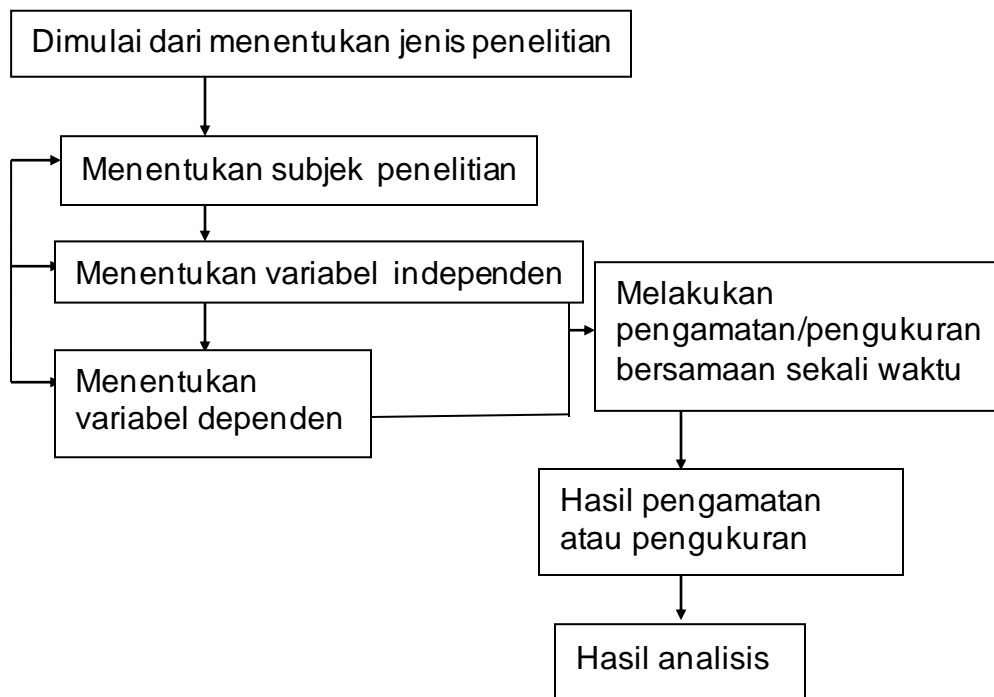 Dimulai dari menentukan jenis penelitian
Menentukan subjek penelitian
Menentukan variabel independen
Menentukan
variabel dependen
Melakukan
pengamatan/pengukuran
bersamaan sekali waktu
Hasil pengamatan
atau pengukuran
Hasil analisis